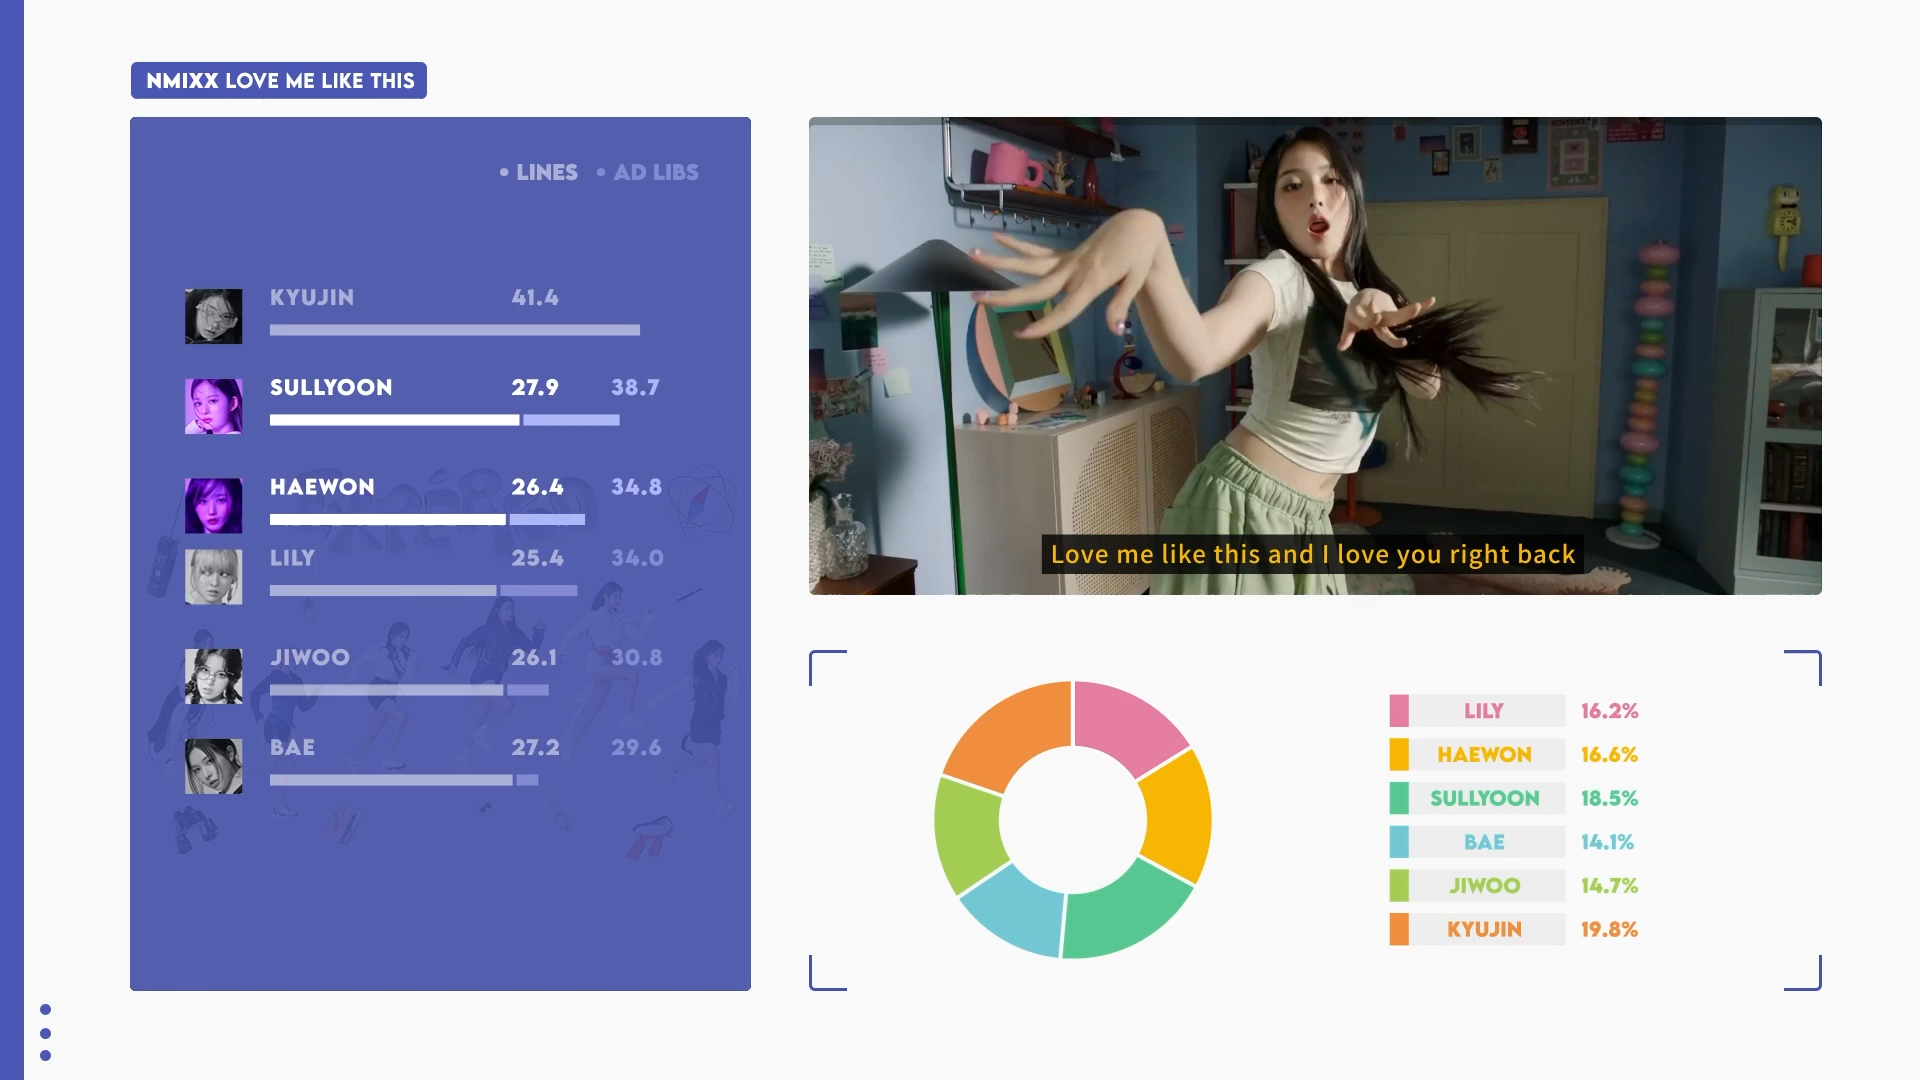 NMIXX LOVE ME LIKE THIS
• LINES • AD LIBS
KYUJIN 41.4
SULLYOON 27.9 38.7
HAEWON 26.4 34.8
LILY 25.4 34.0
JIWOO 26.1 30.8
BAE 27.2 29.6
Love me like this and I love you right back
LILY 16.2%
HAEWON 16.6%
SULLYOON 18.5%
BAE 14.1%
JIWOO 14.7%
KYUJIN 19.8%